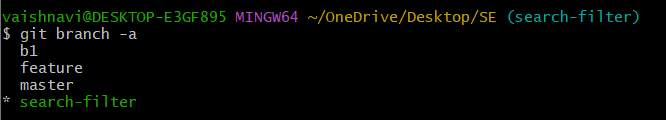 vaishnavi@DESKTOP-E3GF895 MINGW64 ~/OneDrive/Desktop/SE (search-filter)
$ git branch -a
  b1
  feature
  master
* search-filter